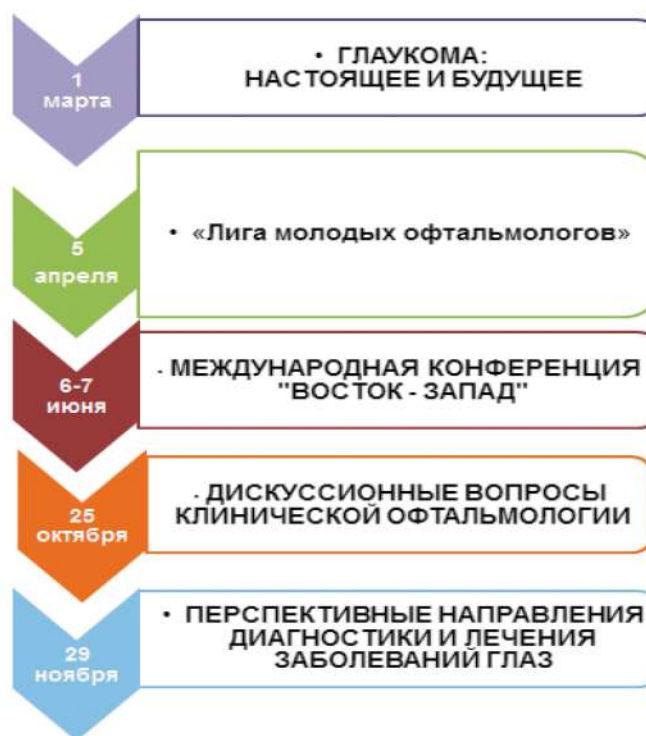 1
марта
• ГЛАУКОМА:
НАСТОЯЩЕЕ И БУДУЩЕЕ
5
апреля
• «Лига молодых офтальмологов»
6-7
июня
- МЕЖДУНАРОДНАЯ КОНФЕРЕНЦИЯ
"ВОСТОК - ЗАПАД"
25
октября
- ДИСКУССИОННЫЕ ВОПРОСЫ
КЛИНИЧЕСКОЙ ОФТАЛЬМОЛОГИИ
29
ноября
• ПЕРСПЕКТИВНЫЕ НАПРАВЛЕНИЯ
ДИАГНОСТИКИ И ЛЕЧЕНИЯ
ЗАБОЛЕВАНИЙ ГЛАЗ